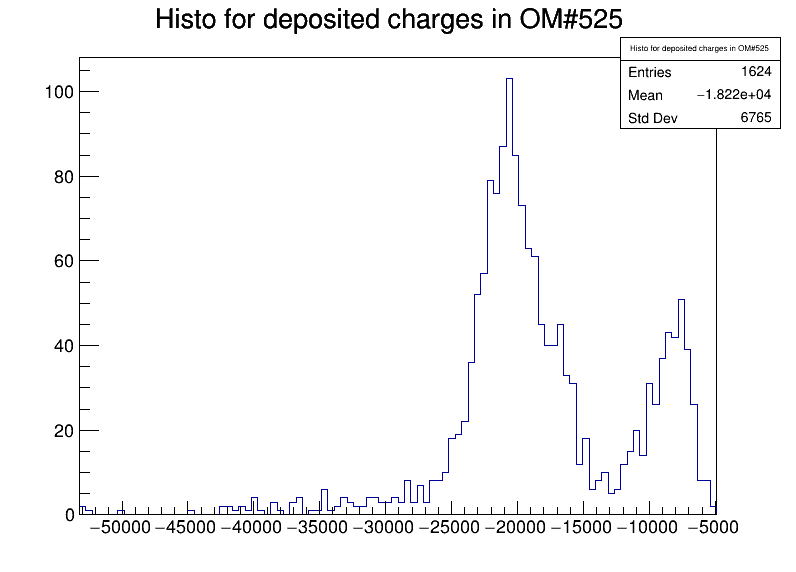 Histo for deposited charges in OM#525
Histo for deposited charges in OM#525
Entries 1624
Mean −1.822e+04
Std Dev 6765
100
80
60
40
20
0
−50000 −45000 −40000 −35000 −30000 −25000 −20000 −15000 −10000 −5000